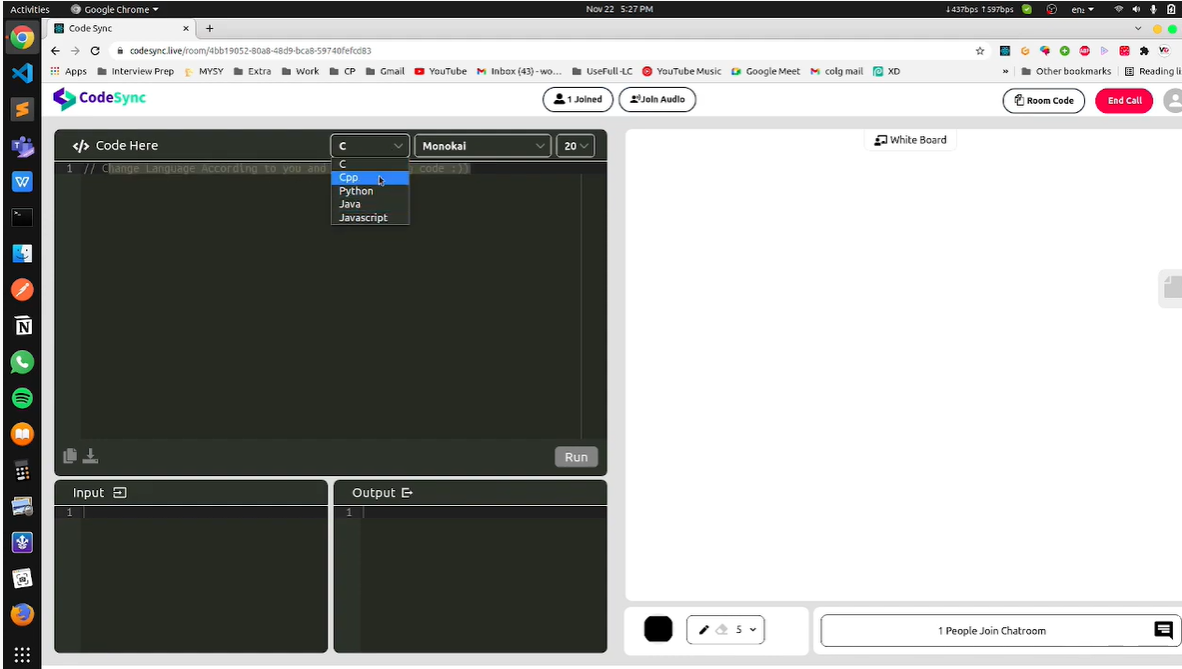 Activities Google Chrome Nov 22 5:27 PM ↓437bps ↑597bps en₂
Code Sync
codesync.live/room/4bb19052-80a8-48d9-bca8-59740fefcd83
Apps Interview Prep MYSY Extra Work CP Gmail YouTube Inbox (43) - wo... UseFull-LC YouTube Music Google Meet colg mail XD » Other bookmarks Reading li
CodeSync 1 Joined Join Audio Room Code End Call
</> Code Here C Monokai 20 White Board
1 // Change Language According to you and code :))
C
Cpp
Python
Java
Javascript
Run
Input Output
1 1
5 1 People Join Chatroom